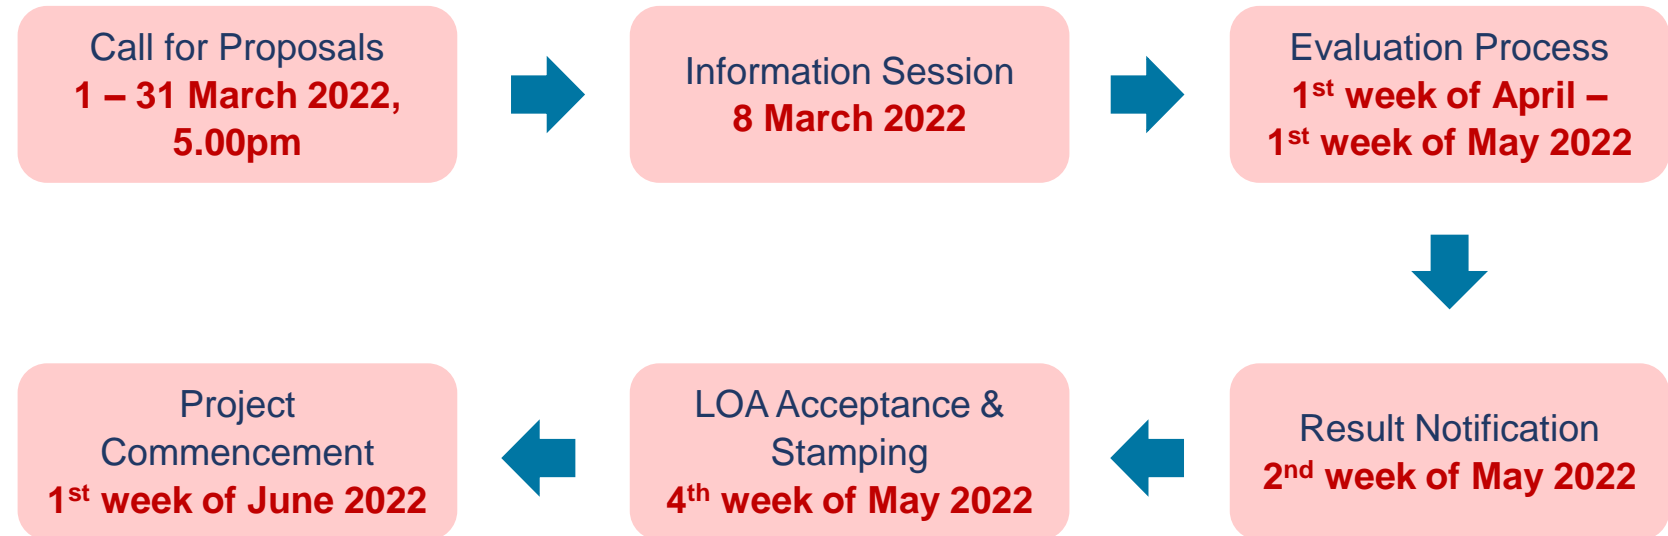 Call for Proposals
1 – 31 March 2022,
5.00pm
Information Session
8 March 2022
Evaluation Process
1st week of April –
1st week of May 2022
Result Notification
2nd week of May 2022
LOA Acceptance &
Stamping
4th week of May 2022
Project
Commencement
1st week of June 2022